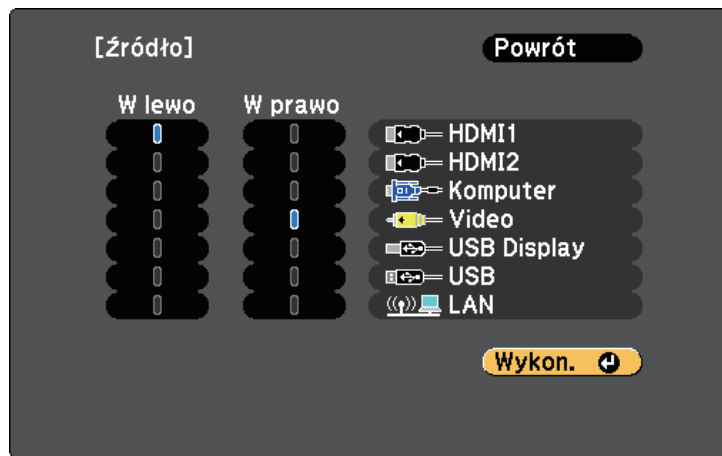 [Źródło]
Powrót
W lewo W prawo
HDMI1
HDMI2
Komputer
Video
USB Display
USB
LAN
Wykon.